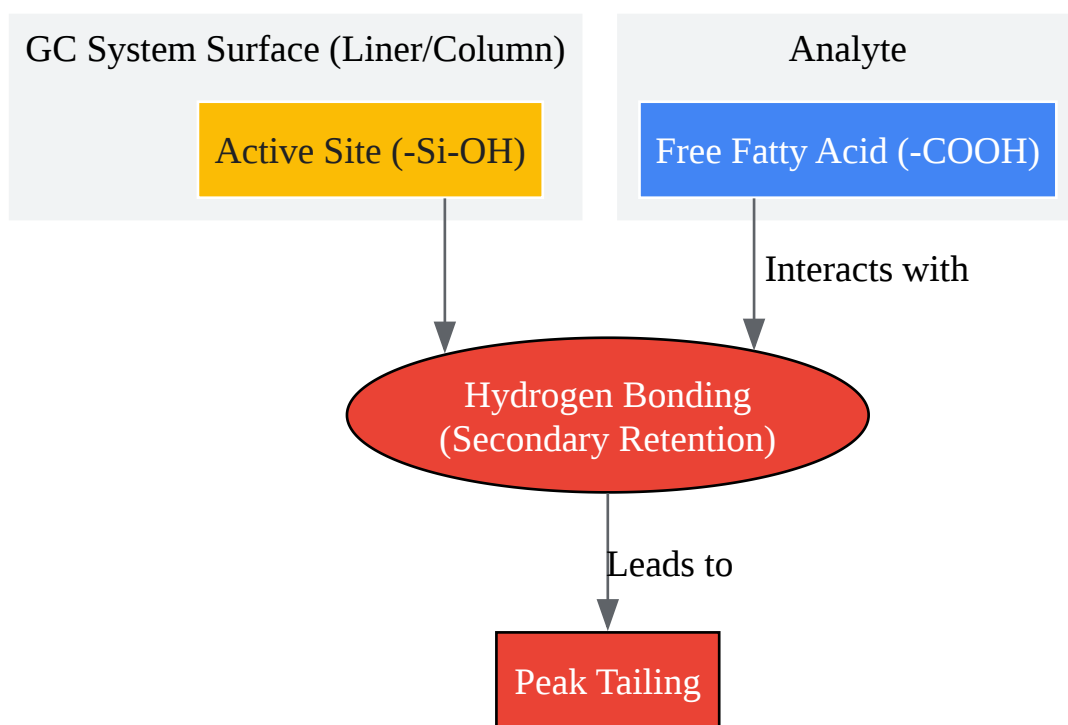 GC System Surface (Liner/Column)
Analyte
Active Site (-Si-OH)
Free Fatty Acid (-COOH)
Interacts with
Hydrogen Bonding
(Secondary Retention)
Leads to
Peak Tailing